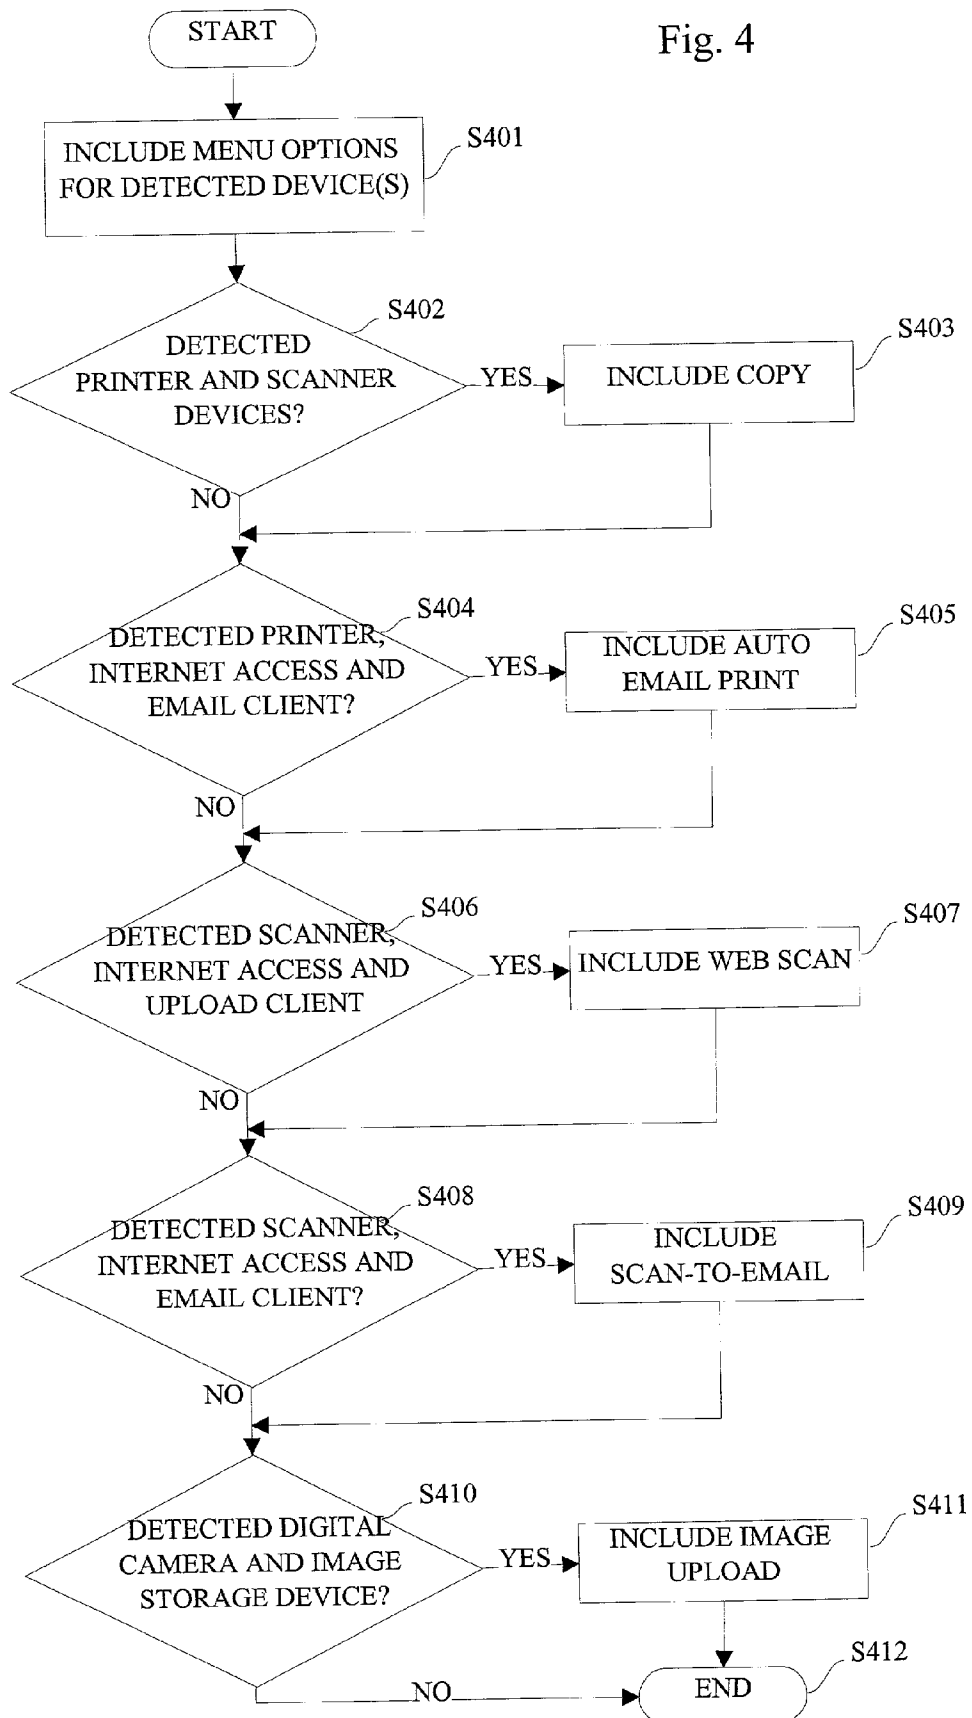 START
Fig. 4
INCLUDE MENU OPTIONS
FOR DETECTED DEVICE(S)
S401
DETECTED
PRINTER AND SCANNER
DEVICES?
S402
YES
INCLUDE COPY
S403
NO
DETECTED PRINTER,
INTERNET ACCESS AND
EMAIL CLIENT?
S404
YES
INCLUDE AUTO
EMAIL PRINT
S405
NO
DETECTED SCANNER,
INTERNET ACCESS AND
UPLOAD CLIENT
S406
YES
INCLUDE WEB SCAN
S407
NO
DETECTED SCANNER,
INTERNET ACCESS AND
EMAIL CLIENT?
S408
YES
INCLUDE
SCAN-TO-EMAIL
S409
NO
DETECTED DIGITAL
CAMERA AND IMAGE
STORAGE DEVICE?
S410
YES
INCLUDE IMAGE
UPLOAD
S411
NO
END
S412